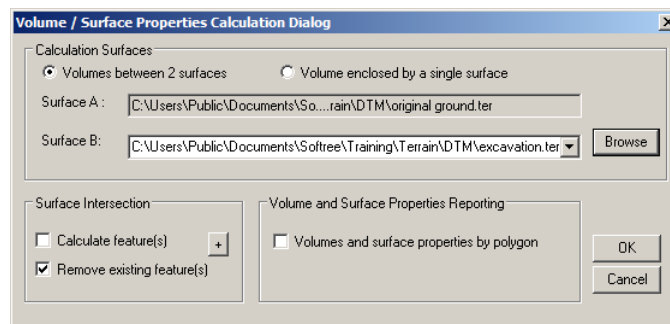 Volume / Surface Properties Calculation Dialog
Calculation Surfaces
Volumes between 2 surfaces Volume enclosed by a single surface
Surface A : C:\Users\Public\Documents\So....rain\DTM\original ground.ter
Surface B: C:\Users\Public\Documents\Softree\Training\Terrain\DTM\excavation.ter Browse
Surface Intersection Volume and Surface Properties Reporting
Calculate feature(s) + Volumes and surface properties by polygon OK
Remove existing feature(s) Cancel